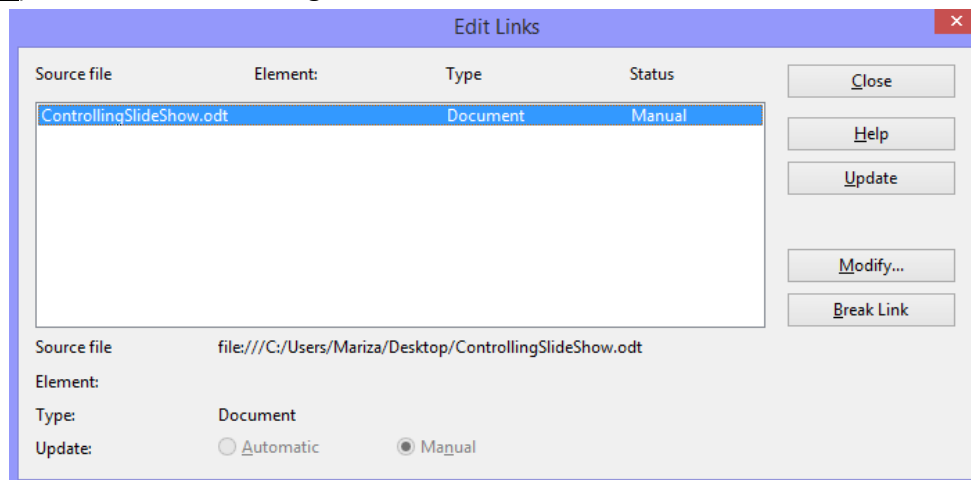 Edit Links
Source file Element: Type Status
Close
ControllingSlideShow.odt Document Manual
Help
Update
Modify...
Break Link
Source file file:///C:/Users/Mariza/Desktop/ControllingSlideShow.odt
Element:
Type: Document
Update: Automatic Manual